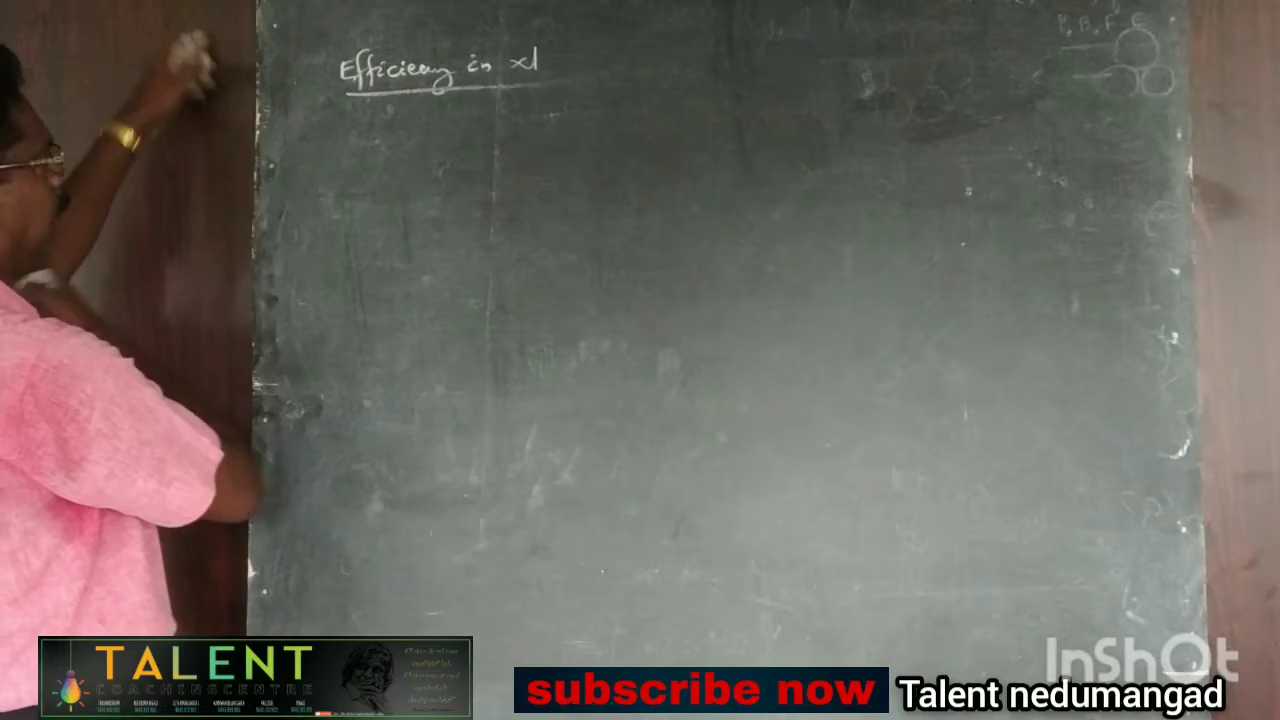 P, B, F C
Efficiency in xl
TALENT
COACHING CENTRE
subscribe now
Talent nedumangad
InShOt